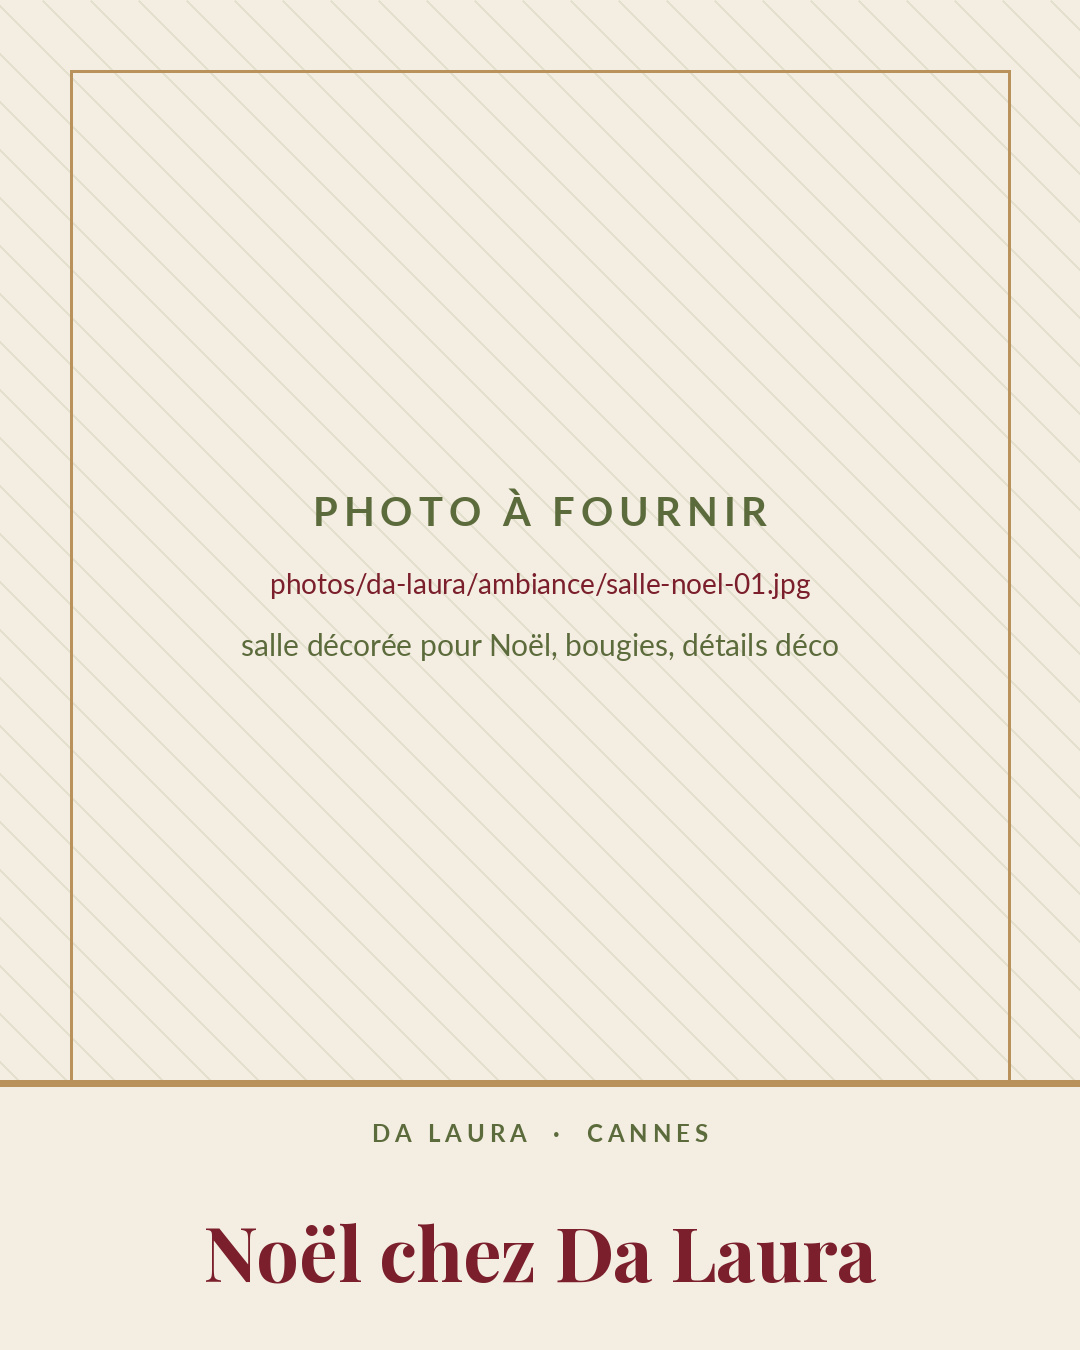 PHOTO À FOURNIR
photos/da-laura/ambiance/salle-noel-01.jpg
salle décorée pour Noël, bougies, détails déco
DA LAURA · CANNES
Noël chez Da Laura